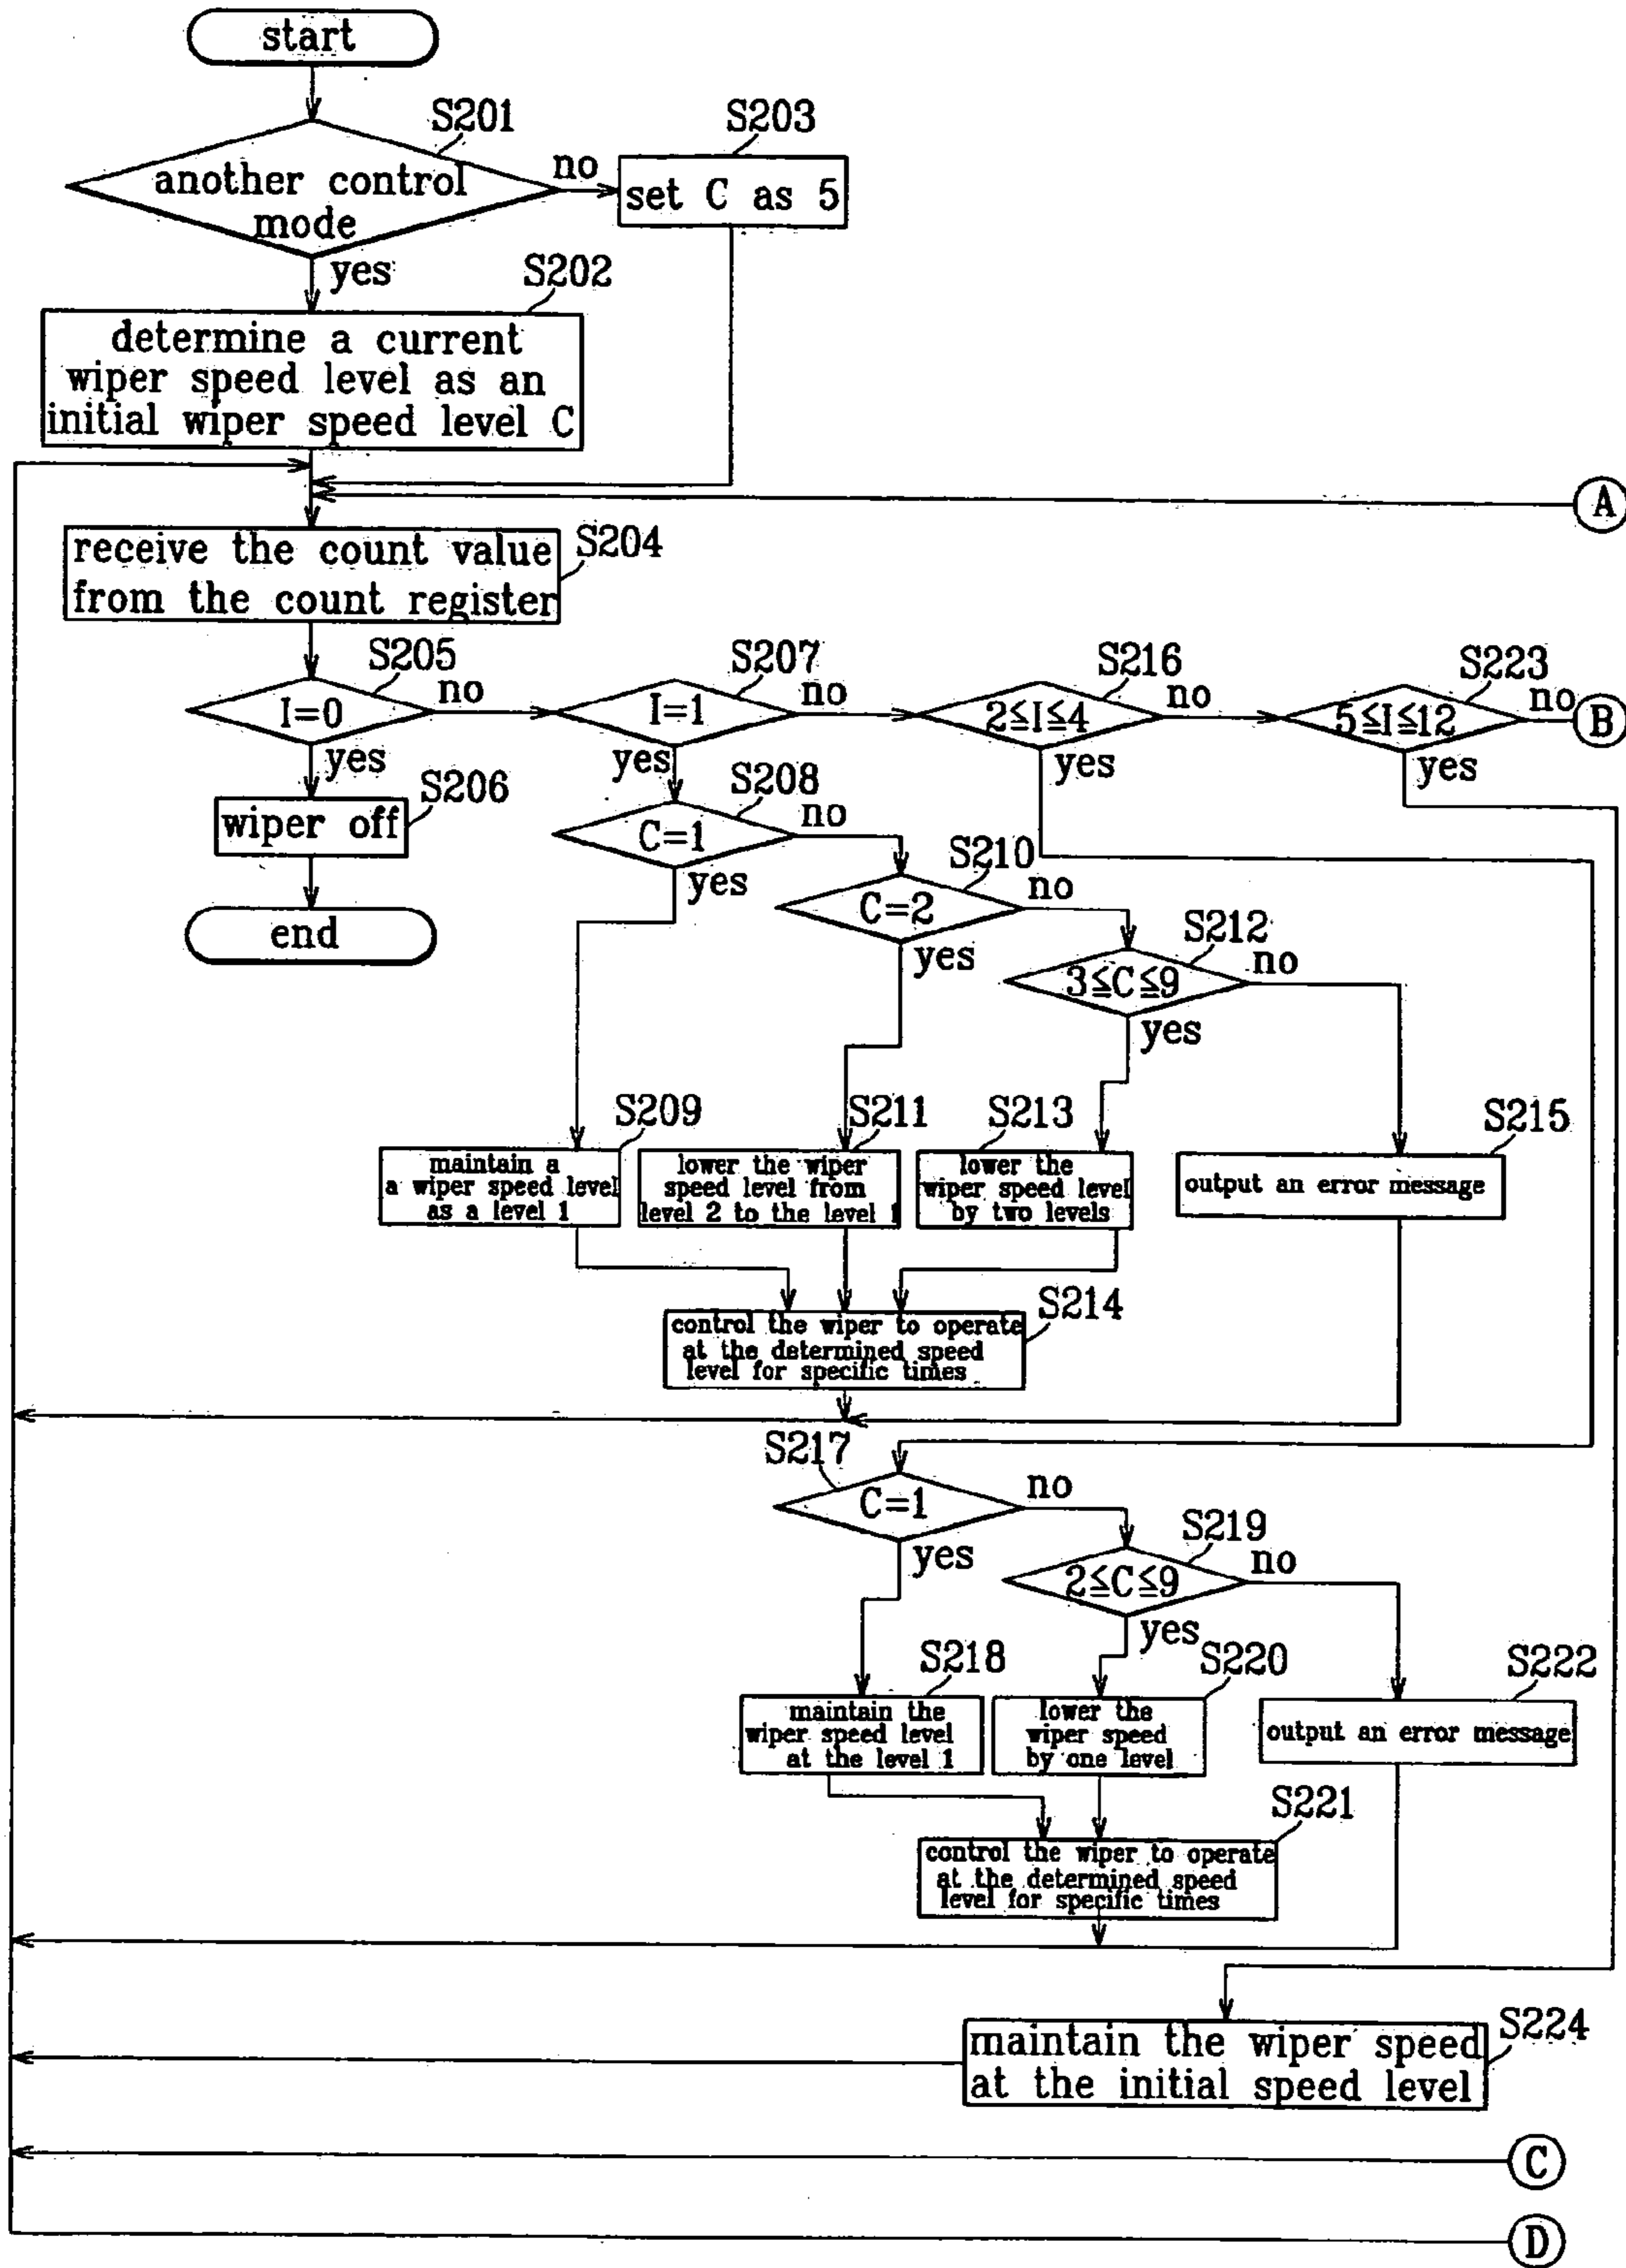 start
S201
another control
mode
no
S203
set C as 5
yes
S202
determine a current
wiper speed level as an
initial wiper speed level C
A
receive the count value
from the count register
S204
S205
I=0
no
yes
S207
I=1
no
yes
S216
2≦I≦4
no
yes
S223
5≦I≦12
no
yes
B
S206
wiper off
end
S208
C=1
no
yes
S210
C=2
no
yes
S212
3≦C≦9
no
yes
S209
maintain a
a wiper speed level
as a level 1
S211
lower the wiper
speed level from
level 2 to the level 1
S213
lower the
wiper speed level
by two levels
S215
output an error message
S214
control the wiper to operate
at the determined speed
level for specific times
S217
C=1
no
yes
S219
2≦C≦9
no
yes
S218
maintain the
wiper speed level
at the level 1
S220
lower the
wiper speed
by one level
S222
output an error message
S221
control the wiper to operate
at the determined speed
level for specific times
S224
maintain the wiper speed
at the initial speed level
C
D